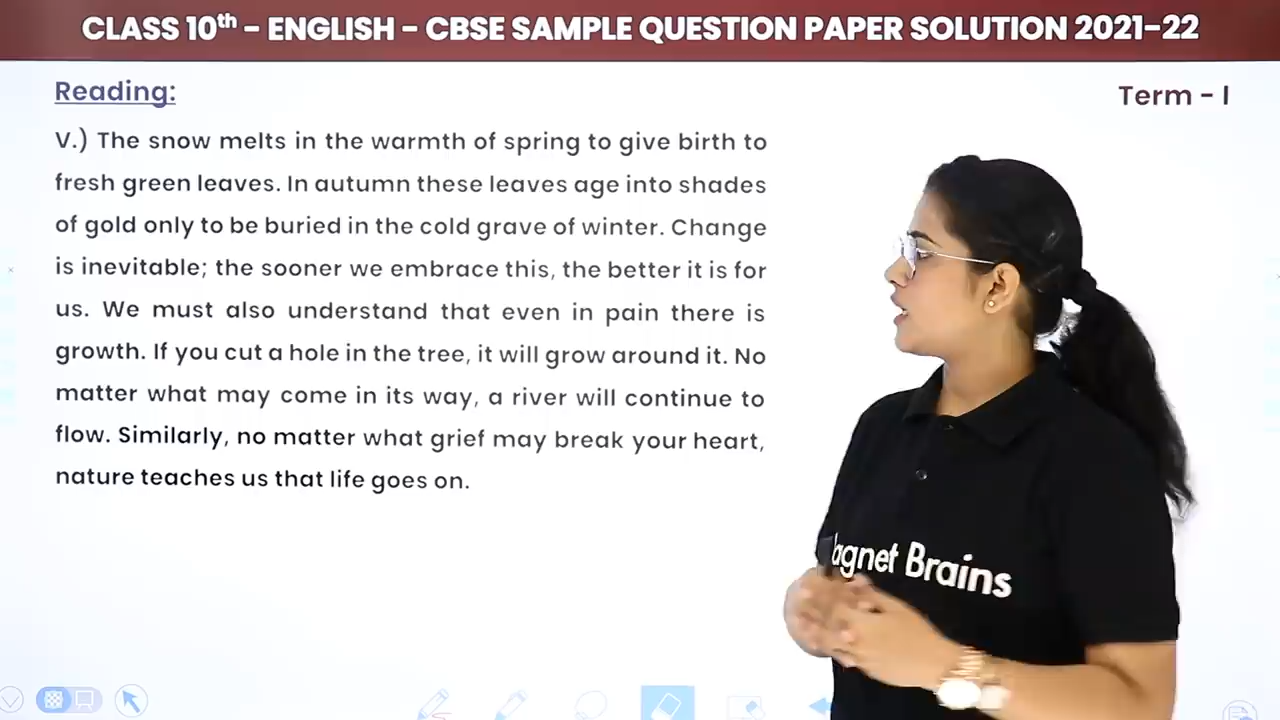 CLASS 10th – ENGLISH – CBSE SAMPLE QUESTION PAPER SOLUTION 2021–22
Reading:
Term – I
V.) The snow melts in the warmth of spring to give birth to
fresh green leaves. In autumn these leaves age into shades
of gold only to be buried in the cold grave of winter. Change
is inevitable; the sooner we embrace this, the better it is for
us. We must also understand that even in pain there is
growth. If you cut a hole in the tree, it will grow around it. No
matter what may come in its way, a river will continue to
flow. Similarly, no matter what grief may break your heart,
nature teaches us that life goes on.
agnet Brains